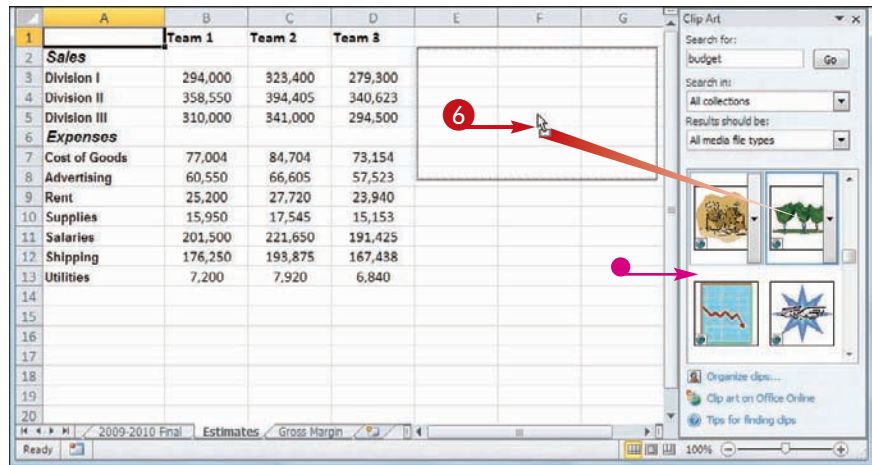 A B C D E F G
Clip Art
1 Team 1 Team 2 Team 3
Search for:
2 Sales
budget Go
3 Division I 294,000 323,400 279,300
Search in:
4 Division II 358,550 394,405 340,623
All collections
5 Division III 310,000 341,000 294,500
Results should be:
6 Expenses
All media file types
6
7 Cost of Goods 77,004 84,704 73,154
8 Advertising 60,550 66,605 57,523
9 Rent 25,200 27,720 23,940
10 Supplies 15,950 17,545 15,153
11 Salaries 201,500 221,650 191,425
12 Shipping 176,250 193,875 167,438
13 Utilities 7,200 7,920 6,840
14
15
16
17
18
19
20
Organize clips...
Clip art on Office Online
Tips for finding clips
2009-2010 Final Estimates Gross Margin
Ready 100%